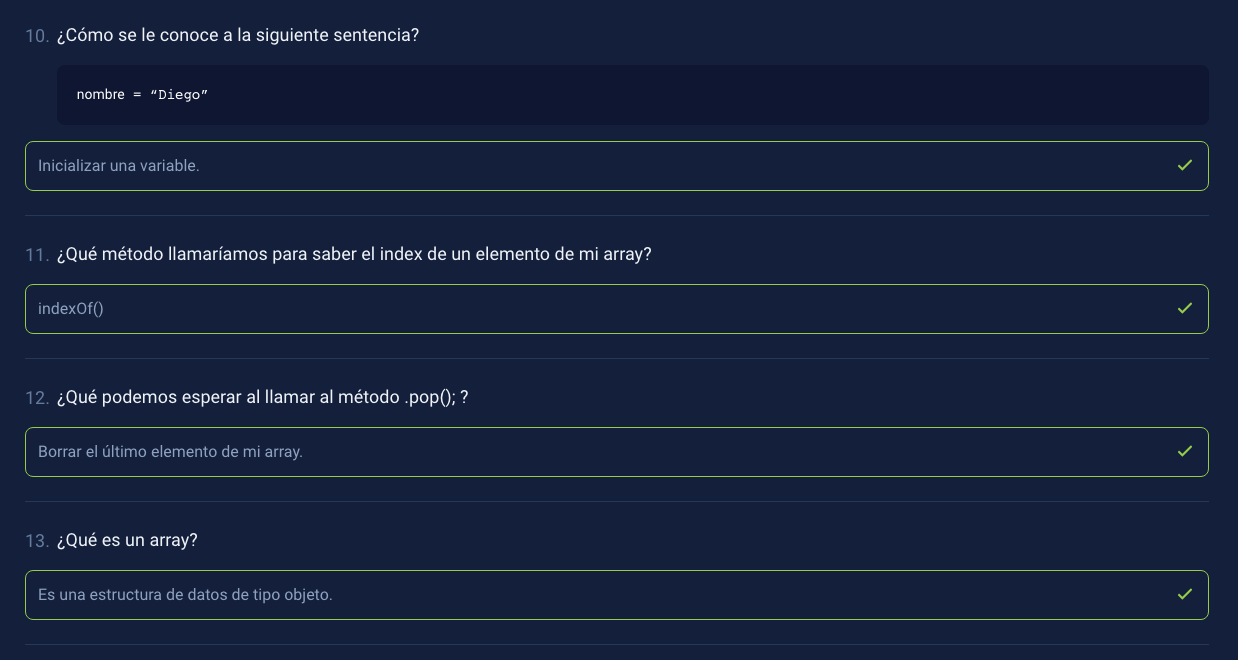 10. ¿Cómo se le conoce a la siguiente sentencia?
nombre = “Diego”
Inicializar una variable.
11. ¿Qué método llamaríamos para saber el index de un elemento de mi array?
indexOf()
12. ¿Qué podemos esperar al llamar al método .pop(); ?
Borrar el último elemento de mi array.
13. ¿Qué es un array?
Es una estructura de datos de tipo objeto.